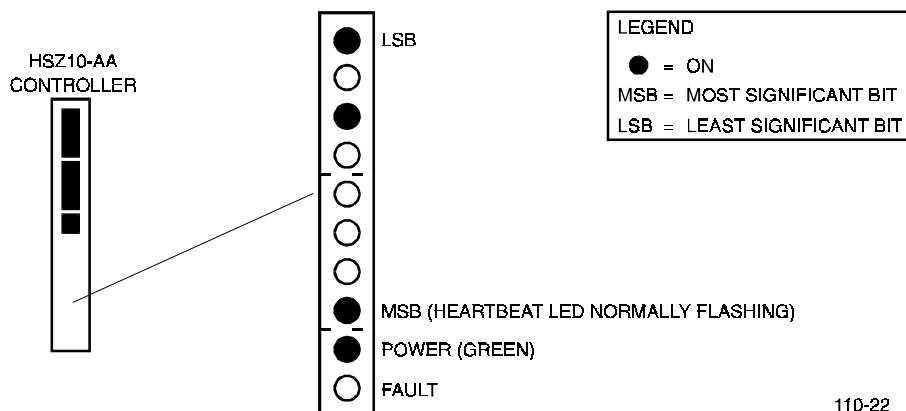 HSZ10-AA
CONTROLLER
LSB
MSB (HEARTBEAT LED NORMALLY FLASHING)
POWER (GREEN)
FAULT
LEGEND
= ON
MSB = MOST SIGNIFICANT BIT
LSB = LEAST SIGNIFICANT BIT
110-22